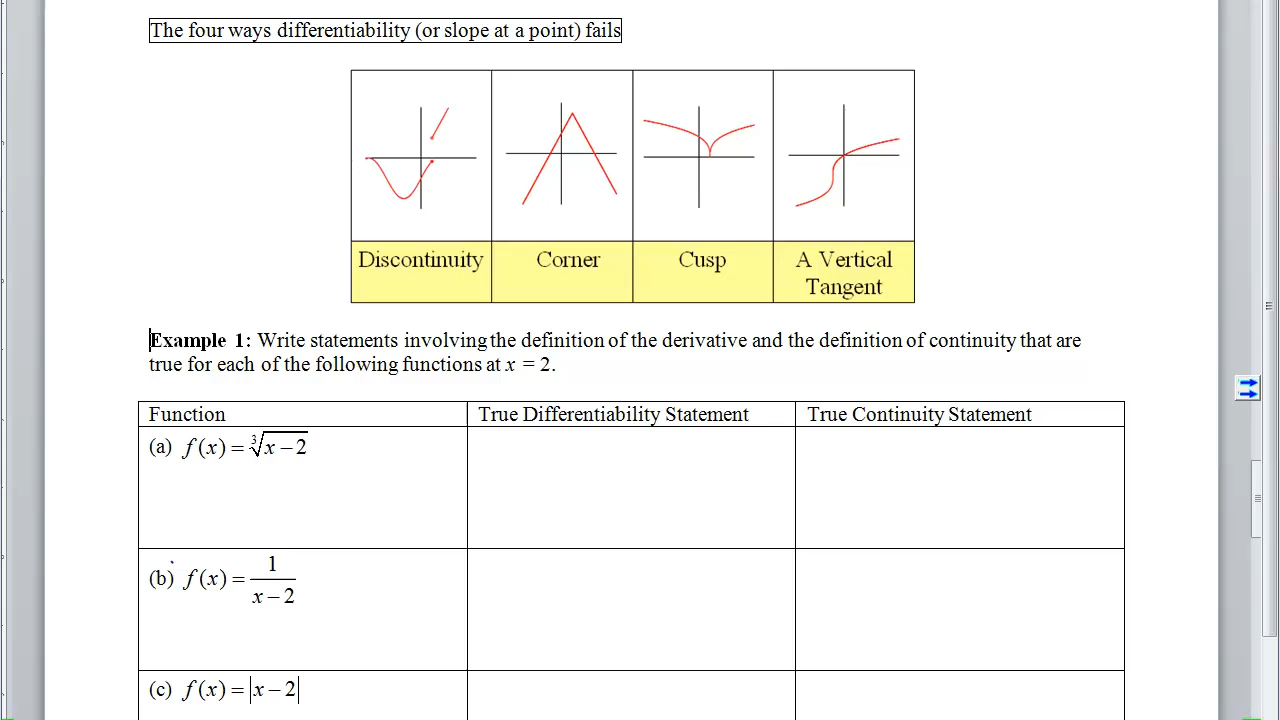 The four ways differentiability (or slope at a point) fails
Discontinuity
Corner
Cusp
A Vertical
Tangent
Example 1: Write statements involving the definition of the derivative and the definition of continuity that are
true for each of the following functions at x = 2.
Function
True Differentiability Statement
True Continuity Statement
(a) f(x) = ∛(x − 2)
(b) f(x) = 1/(x − 2)
(c) f(x) = |x − 2|